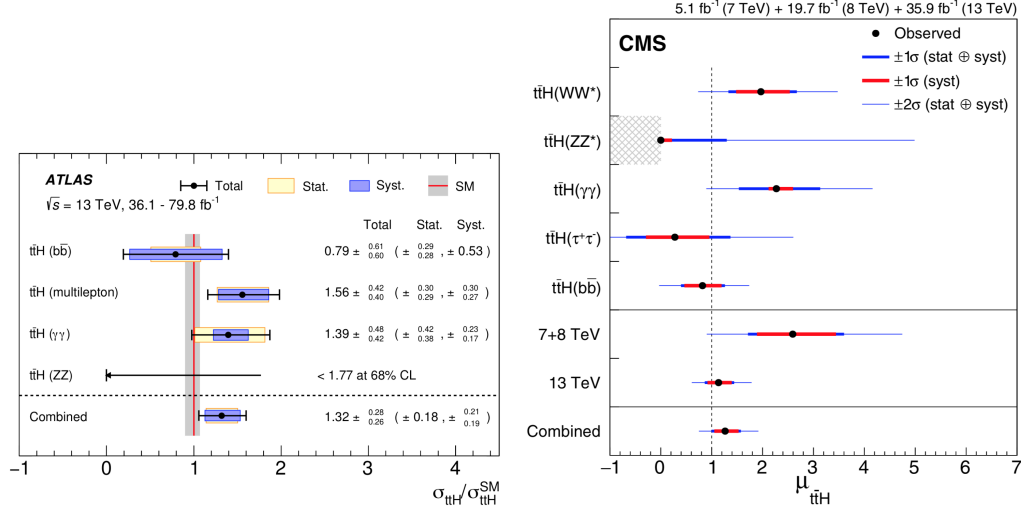 ATLAS
√s = 13 TeV, 36.1 - 79.8 fb⁻¹
Total Stat. Syst. SM
Total Stat. Syst.
tt̄H (bb̄) 0.79 ± 0.61 0.60 ( ± 0.29 0.28 , ± 0.53 )
tt̄H (multilepton) 1.56 ± 0.42 0.40 ( ± 0.30 0.29 , ± 0.30 0.27 )
tt̄H (γγ) 1.39 ± 0.48 0.42 ( ± 0.42 0.38 , ± 0.23 0.17 )
tt̄H (ZZ) < 1.77 at 68% CL
Combined 1.32 ± 0.28 0.26 ( ± 0.18 , ± 0.21 0.19 )
−1 0 1 2 3 4
σtt̄H/σtt̄H^SM
5.1 fb⁻¹ (7 TeV) + 19.7 fb⁻¹ (8 TeV) + 35.9 fb⁻¹ (13 TeV)
CMS
Observed
±1σ (stat ⊕ syst)
±1σ (syst)
±2σ (stat ⊕ syst)
tt̄H(WW*)
tt̄H(ZZ*)
tt̄H(γγ)
tt̄H(τ⁺τ⁻)
tt̄H(bb̄)
7+8 TeV
13 TeV
Combined
−1 0 1 2 3 4 5 6 7
μtt̄H